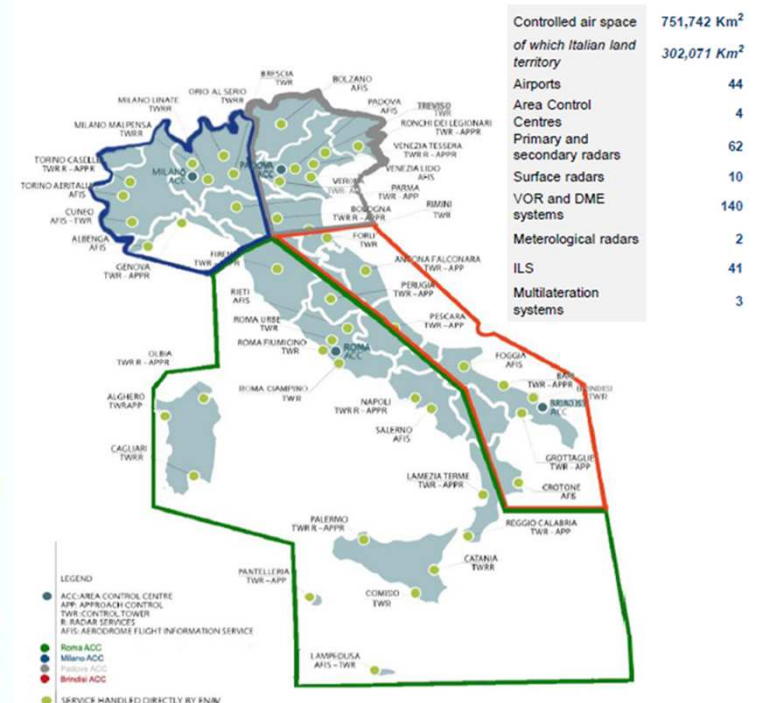 Controlled air space 751,742 Km²
of which Italian land 302,071 Km²
territory
Airports 44
Area Control 4
Centres
Primary and 62
secondary radars
Surface radars 10
VOR and DME 140
systems
Meterological radars 2
ILS 41
Multilateration 3
systems
BRESCIA
TWR
BOLZANO
AFIS
ORIO AL SERIO
TWRR
PADOVA
AFIS
TREVISO
TWR
MILANO LINATE
TWRR
RONCHI DEI LEGIONARI
TWR - APPR
MILANO MALPENSA
TWRR
VENEZIA TESSERA
TWR R - APPR
TORINO CASELLE
TWR R - APPR
MILANO
ACC
PADOVA
ACC
VENEZIA LIDO
AFIS
TORINO AERITALIA
AFIS
VERONA
PARMA
TWR - APP
CUNEO
AFIS - TWR
BOLOGNA
TWR R - APPR
RIMINI
TWR
ALBENGA
AFIS
FORLI'
TWR
GENOVA
TWR - APPR
ANCONA FALCONARA
TWR - APP
RIETI
AFIS
PERUGIA
TWR - APP
ROMA URBE
TWR
PESCARA
TWR - APP
ROMA FIUMICINO
TWR
ROMA
ACC
OLBIA
TWR R - APPR
FOGGIA
AFIS
ROMA CIAMPINO
TWR
BARI
TWR - APPR
BRINDISI
TWR
ALGHERO
TWRAPP
NAPOLI
TWR R - APPR
BRINDISI
ACC
SALERNO
AFIS
CAGLIARI
TWRR
GROTTAGLIE
TWR - APP
LAMEZIA TERME
TWR - APPR
CROTONE
AFIS
PALERMO
TWR R - APPR
REGGIO CALABRIA
TWR - APP
PANTELLERIA
TWR - APP
CATANIA
TWRR
COMISO
TWR
LAMPEDUSA
AFIS - TWR
LEGEND
ACC:AREA CONTROL CENTRE
APP: APPROACH CONTROL
TWR:CONTROL TOWER
R: RADAR SERVICES
AFIS: AERODROME FLIGHT INFORMATION SERVICE
Roma ACC
Milano ACC
Padova ACC
Brindisi ACC
SERVICE HANDLED DIRECTLY BY ENAV